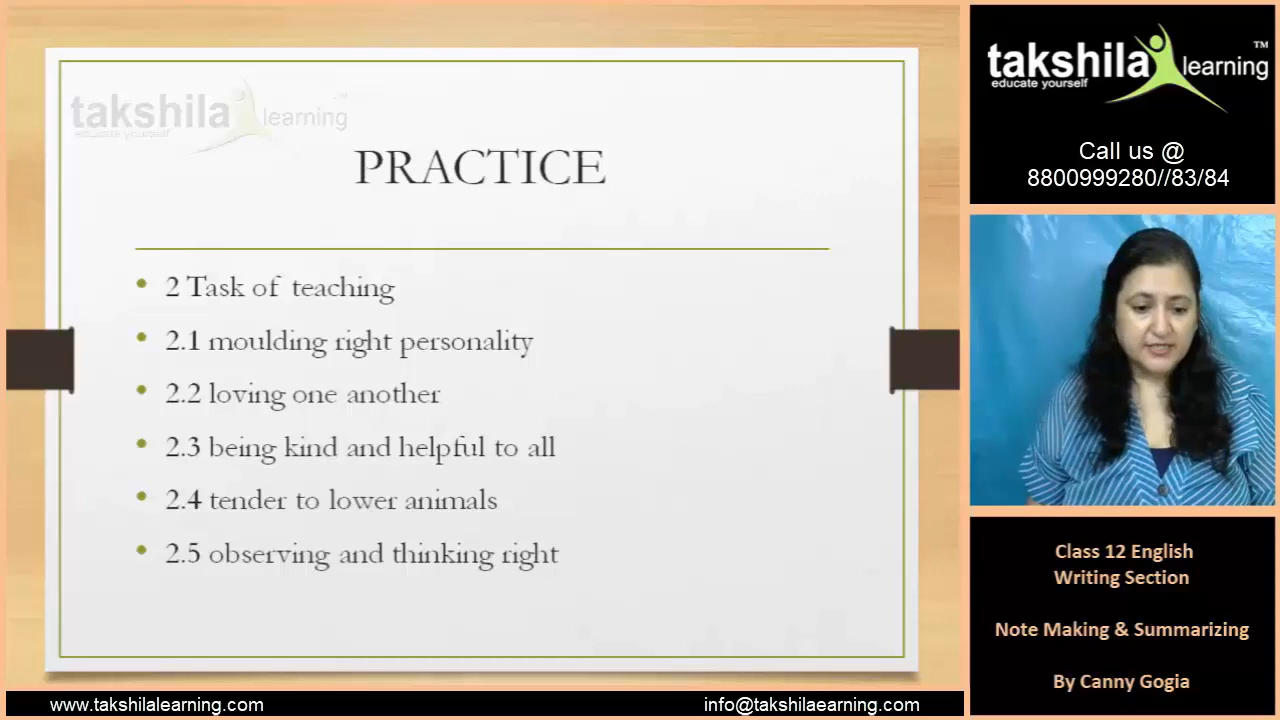 takshila learning
educate yourself
PRACTICE
• 2 Task of teaching
• 2.1 moulding right personality
• 2.2 loving one another
• 2.3 being kind and helpful to all
• 2.4 tender to lower animals
• 2.5 observing and thinking right
www.takshilalearning.com
info@takshilaearning.com
takshila learning™
educate yourself
Call us @
8800999280//83/84
Class 12 English
Writing Section
Note Making & Summarizing
By Canny Gogia